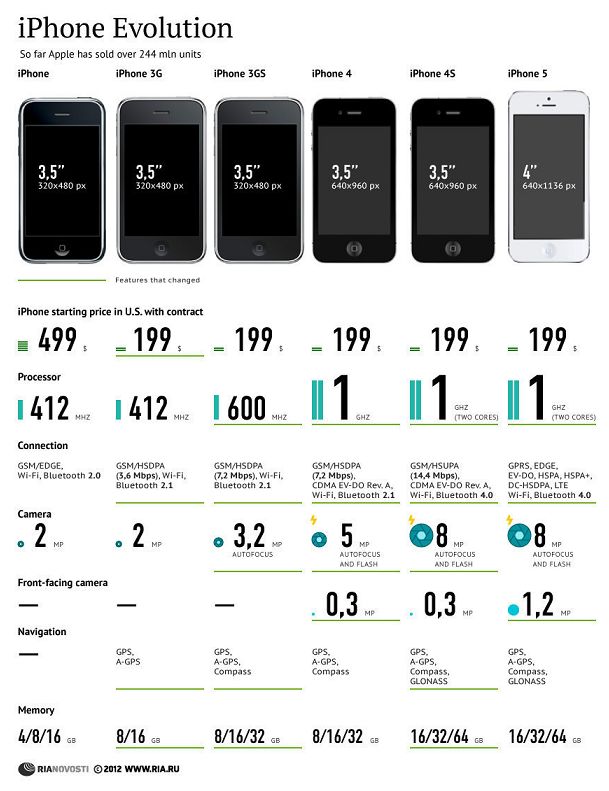 iPhone Evolution
So far Apple has sold over 244 mln units
iPhone
iPhone 3G
iPhone 3GS
iPhone 4
iPhone 4S
iPhone 5
3,5”
320x480 px
3,5”
320x480 px
3,5”
320x480 px
3,5”
640x960 px
3,5”
640x960 px
4”
640x1136 px
Features that changed
iPhone starting price in U.S. with contract
499 $
199 $
199 $
199 $
199 $
199 $
Processor
412 MHZ
412 MHZ
600 MHZ
1 GHZ
1 GHZ
(TWO CORES)
1 GHZ
(TWO CORES)
Connection
GSM/EDGE,
Wi-Fi, Bluetooth 2.0
GSM/HSDPA
(3,6 Mbps), Wi-Fi,
Bluetooth 2.1
GSM/HSDPA
(7,2 Mbps), Wi-Fi,
Bluetooth 2.1
GSM/HSDPA
(7,2 Mbps),
CDMA EV-DO Rev. A,
Wi-Fi, Bluetooth 2.1
GSM/HSUPA
(14,4 Mbps),
CDMA EV-DO Rev. A,
Wi-Fi, Bluetooth 4.0
GPRS, EDGE,
EV-DO, HSPA, HSPA+,
DC-HSDPA, LTE
Wi-Fi, Bluetooth 4.0
Camera
2 MP
2 MP
3,2 MP
AUTOFOCUS
5 MP
AUTOFOCUS
AND FLASH
8 MP
AUTOFOCUS
AND FLASH
8 MP
AUTOFOCUS
AND FLASH
Front-facing camera
—
—
—
0,3 MP
0,3 MP
1,2 MP
Navigation
—
GPS,
A-GPS
GPS,
A-GPS,
Compass
GPS,
A-GPS,
Compass
GPS,
A-GPS,
Compass,
GLONASS
GPS,
A-GPS,
Compass,
GLONASS
Memory
4/8/16 GB
8/16 GB
8/16/32 GB
8/16/32 GB
16/32/64 GB
16/32/64 GB
RIANOVOSTI © 2012 WWW.RIA.RU